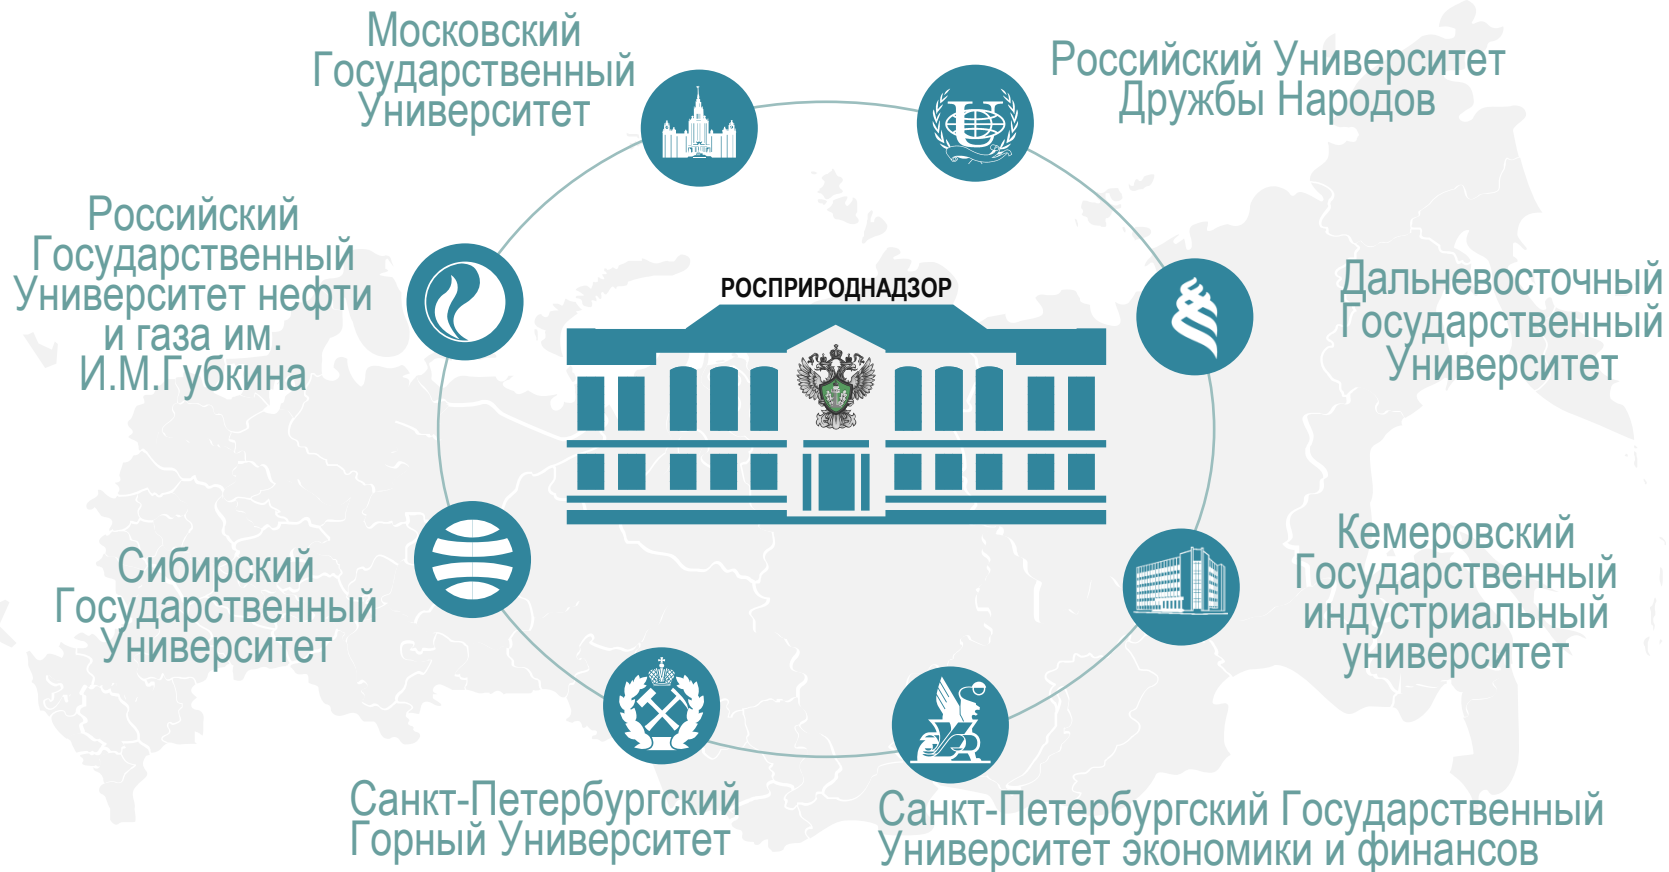 Московский
Государственный
Университет
Российский Университет
Дружбы Народов
Российский
Государственный
Университет нефти
и газа им.
И.М.Губкина
РОСПРИРОДНАДЗОР
Дальневосточный
Государственный
Университет
Сибирский
Государственный
Университет
Кемеровский
Государственный
индустриальный
университет
Санкт-Петербургский
Горный Университет
Санкт-Петербургский Государственный
Университет экономики и финансов